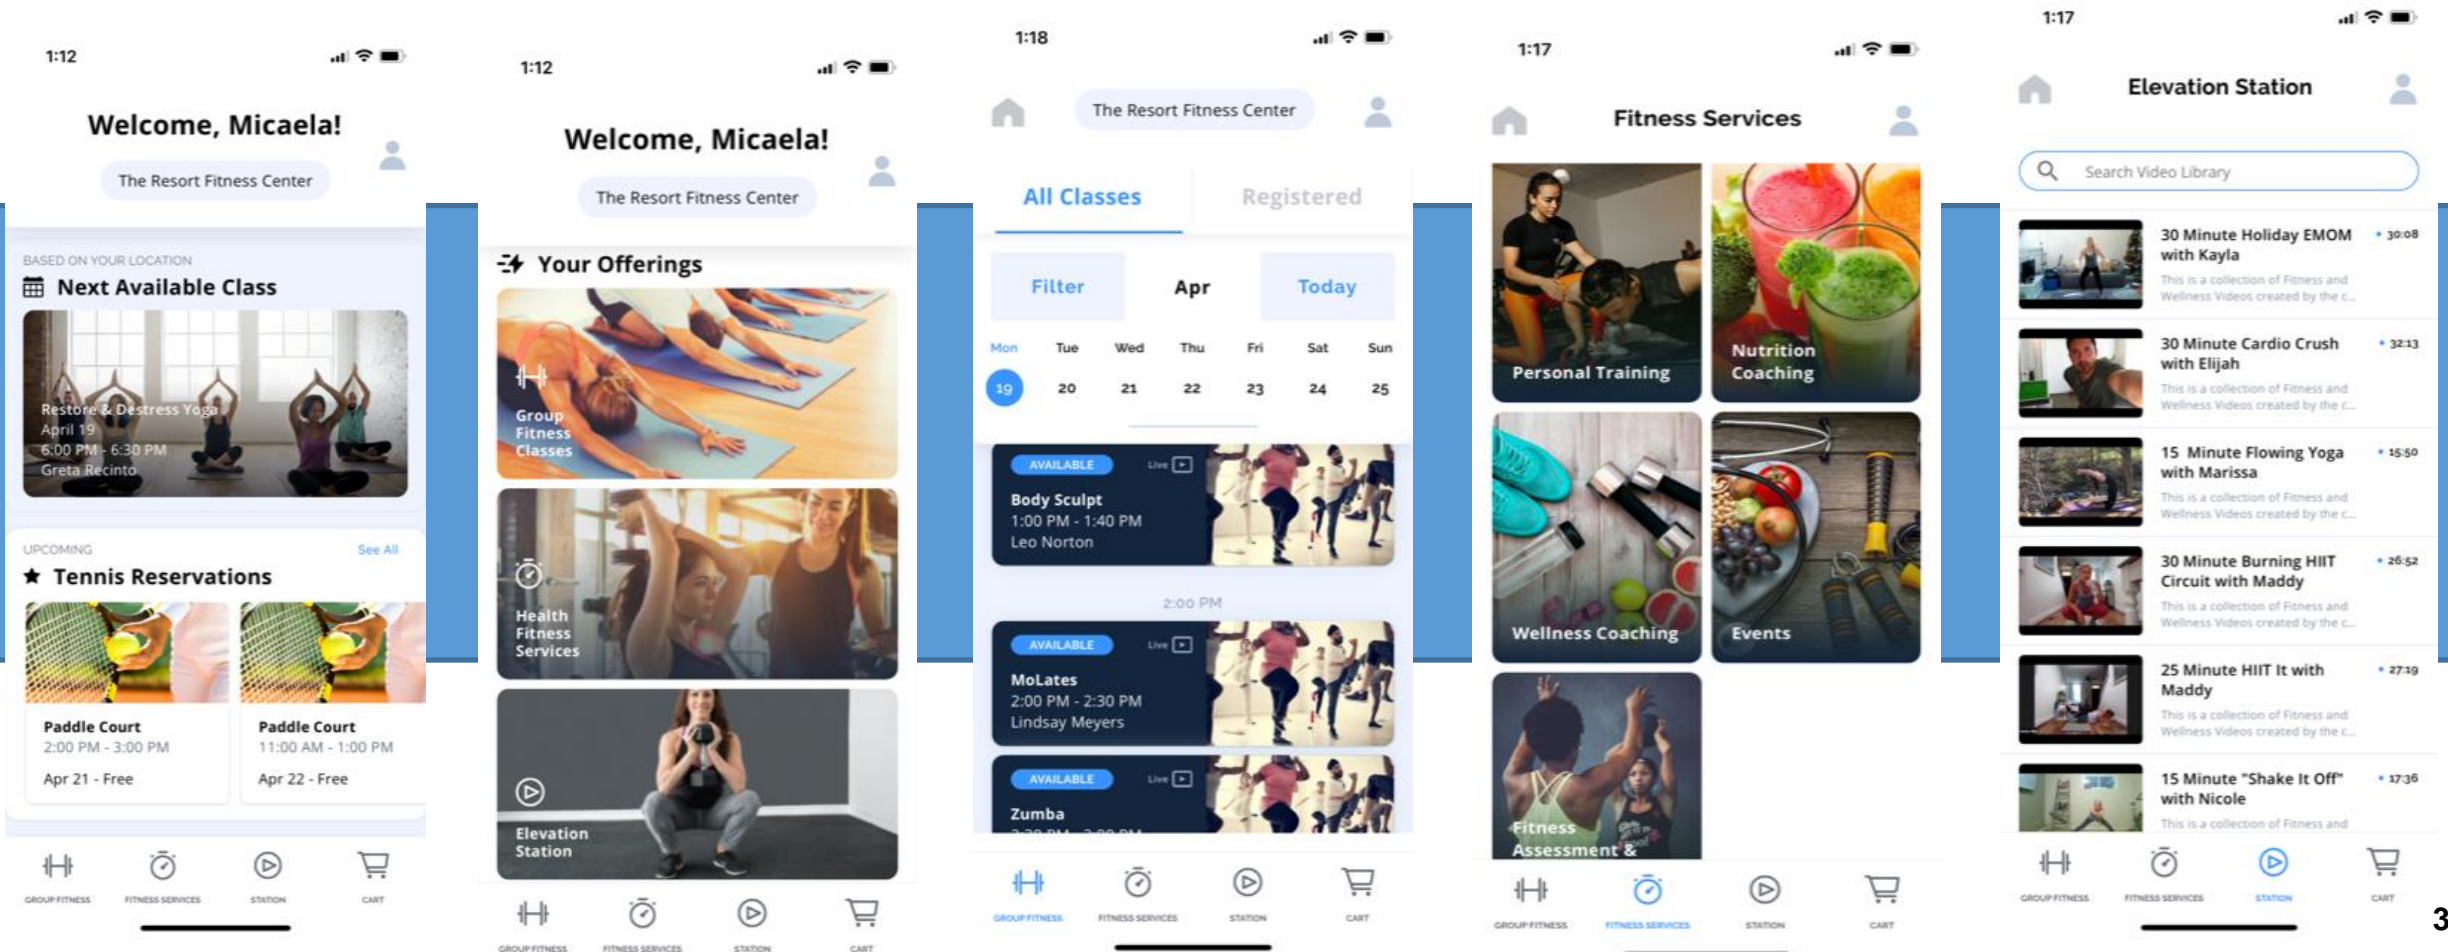 1:12
Welcome, Micaela!
The Resort Fitness Center
BASED ON YOUR LOCATION
Next Available Class
Restore & Destress Yoga
April 19
6:00 PM - 6:30 PM
Greta Recinto
UPCOMING
See All
Tennis Reservations
Paddle Court
2:00 PM - 3:00 PM
Apr 21 - Free
Paddle Court
11:00 AM - 1:00 PM
Apr 22 - Free
GROUP FITNESS
FITNESS SERVICES
STATION
CART
1:12
Welcome, Micaela!
The Resort Fitness Center
Your Offerings
Group
Fitness
Classes
Health
Fitness
Services
Elevation
Station
GROUP FITNESS
FITNESS SERVICES
STATION
CART
1:18
The Resort Fitness Center
All Classes
Registered
Filter
Apr
Today
Mon Tue Wed Thu Fri Sat Sun
19 20 21 22 23 24 25
AVAILABLE
Live
Body Sculpt
1:00 PM - 1:40 PM
Leo Norton
2:00 PM
AVAILABLE
Live
MoLates
2:00 PM - 2:30 PM
Lindsay Meyers
AVAILABLE
Live
Zumba
GROUP FITNESS
FITNESS SERVICES
STATION
CART
1:17
Fitness Services
Personal Training
Nutrition
Coaching
Wellness Coaching
Events
Fitness
Assessment &
GROUP FITNESS
FITNESS SERVICES
STATION
CART
1:17
Elevation Station
Search Video Library
30 Minute Holiday EMOM
with Kayla
30:08
This is a collection of Fitness and
Wellness Videos created by the c...
30 Minute Cardio Crush
with Elijah
32:13
This is a collection of Fitness and
Wellness Videos created by the c...
15 Minute Flowing Yoga
with Marissa
15:50
This is a collection of Fitness and
Wellness Videos created by the c...
30 Minute Burning HIIT
Circuit with Maddy
26:52
This is a collection of Fitness and
Wellness Videos created by the c...
25 Minute HIIT It with
Maddy
27:19
This is a collection of Fitness and
Wellness Videos created by the c...
15 Minute "Shake It Off"
with Nicole
17:36
This is a collection of Fitness and
GROUP FITNESS
FITNESS SERVICES
STATION
CART
3